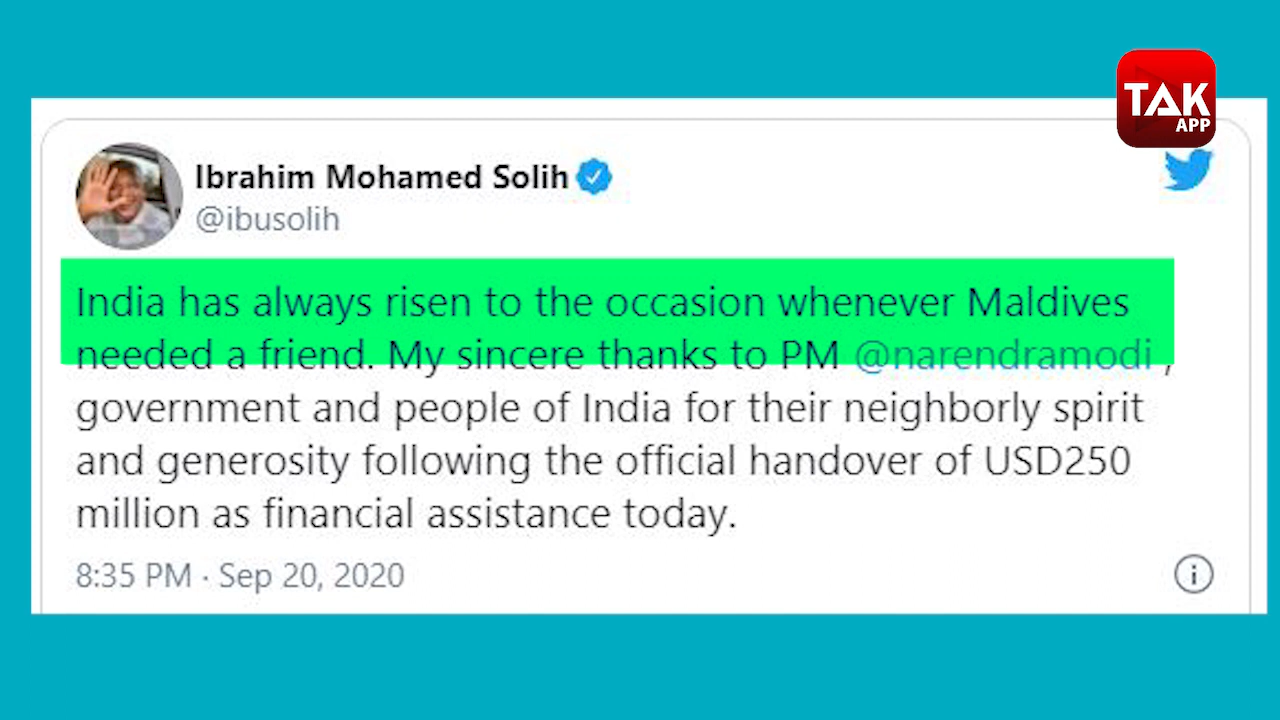 TAK
APP
Ibrahim Mohamed Solih
@ibusolih
India has always risen to the occasion whenever Maldives
needed a friend. My sincere thanks to PM @narendramodi ,
government and people of India for their neighborly spirit
and generosity following the official handover of USD250
million as financial assistance today.
8:35 PM · Sep 20, 2020